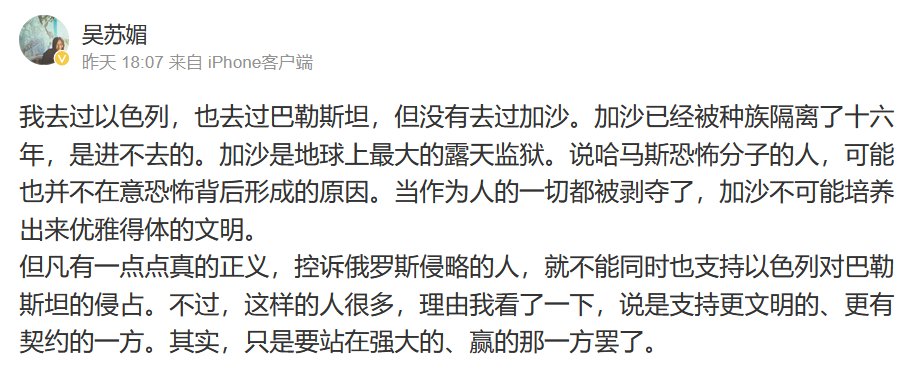 吴苏媚
昨天 18:07 来自 iPhone客户端
我去过以色列，也去过巴勒斯坦，但没有去过加沙。加沙已经被种族隔离了十六
年，是进不去的。加沙是地球上最大的露天监狱。说哈马斯恐怖分子的人，可能
也并不在意恐怖背后形成的原因。当作为人的一切都被剥夺了，加沙不可能培养
出来优雅得体的文明。
但凡有一点点真的正义，控诉俄罗斯侵略的人，就不能同时也支持以色列对巴勒
斯坦的侵占。不过，这样的人很多，理由我看了一下，说是支持更文明的、更有
契约的一方。其实，只是要站在强大的、赢的那一方罢了。